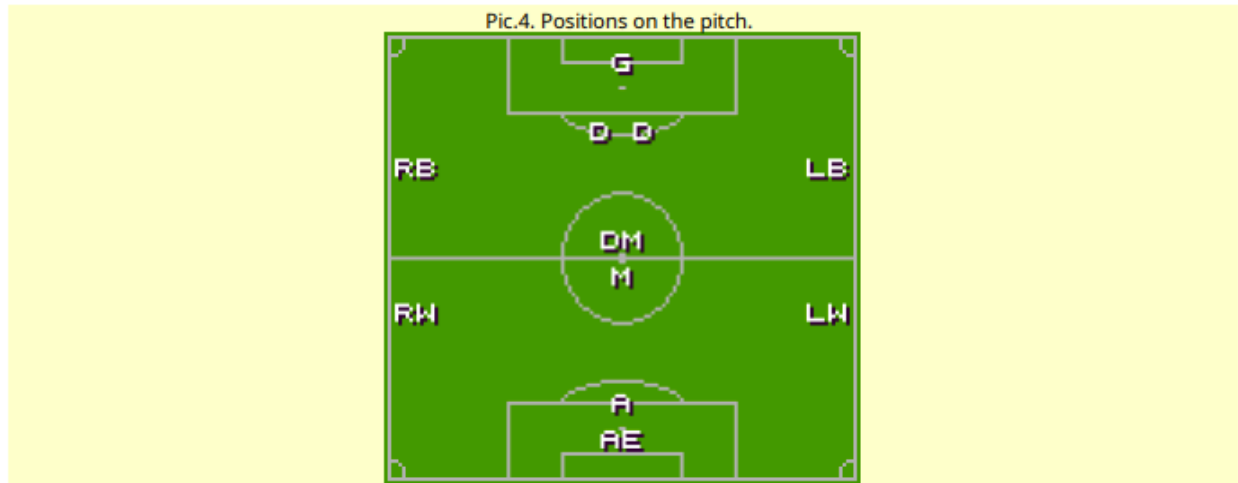 Pic.4. Positions on the pitch.
G
D D
RB LB
DM
M
RW LW
A
AE